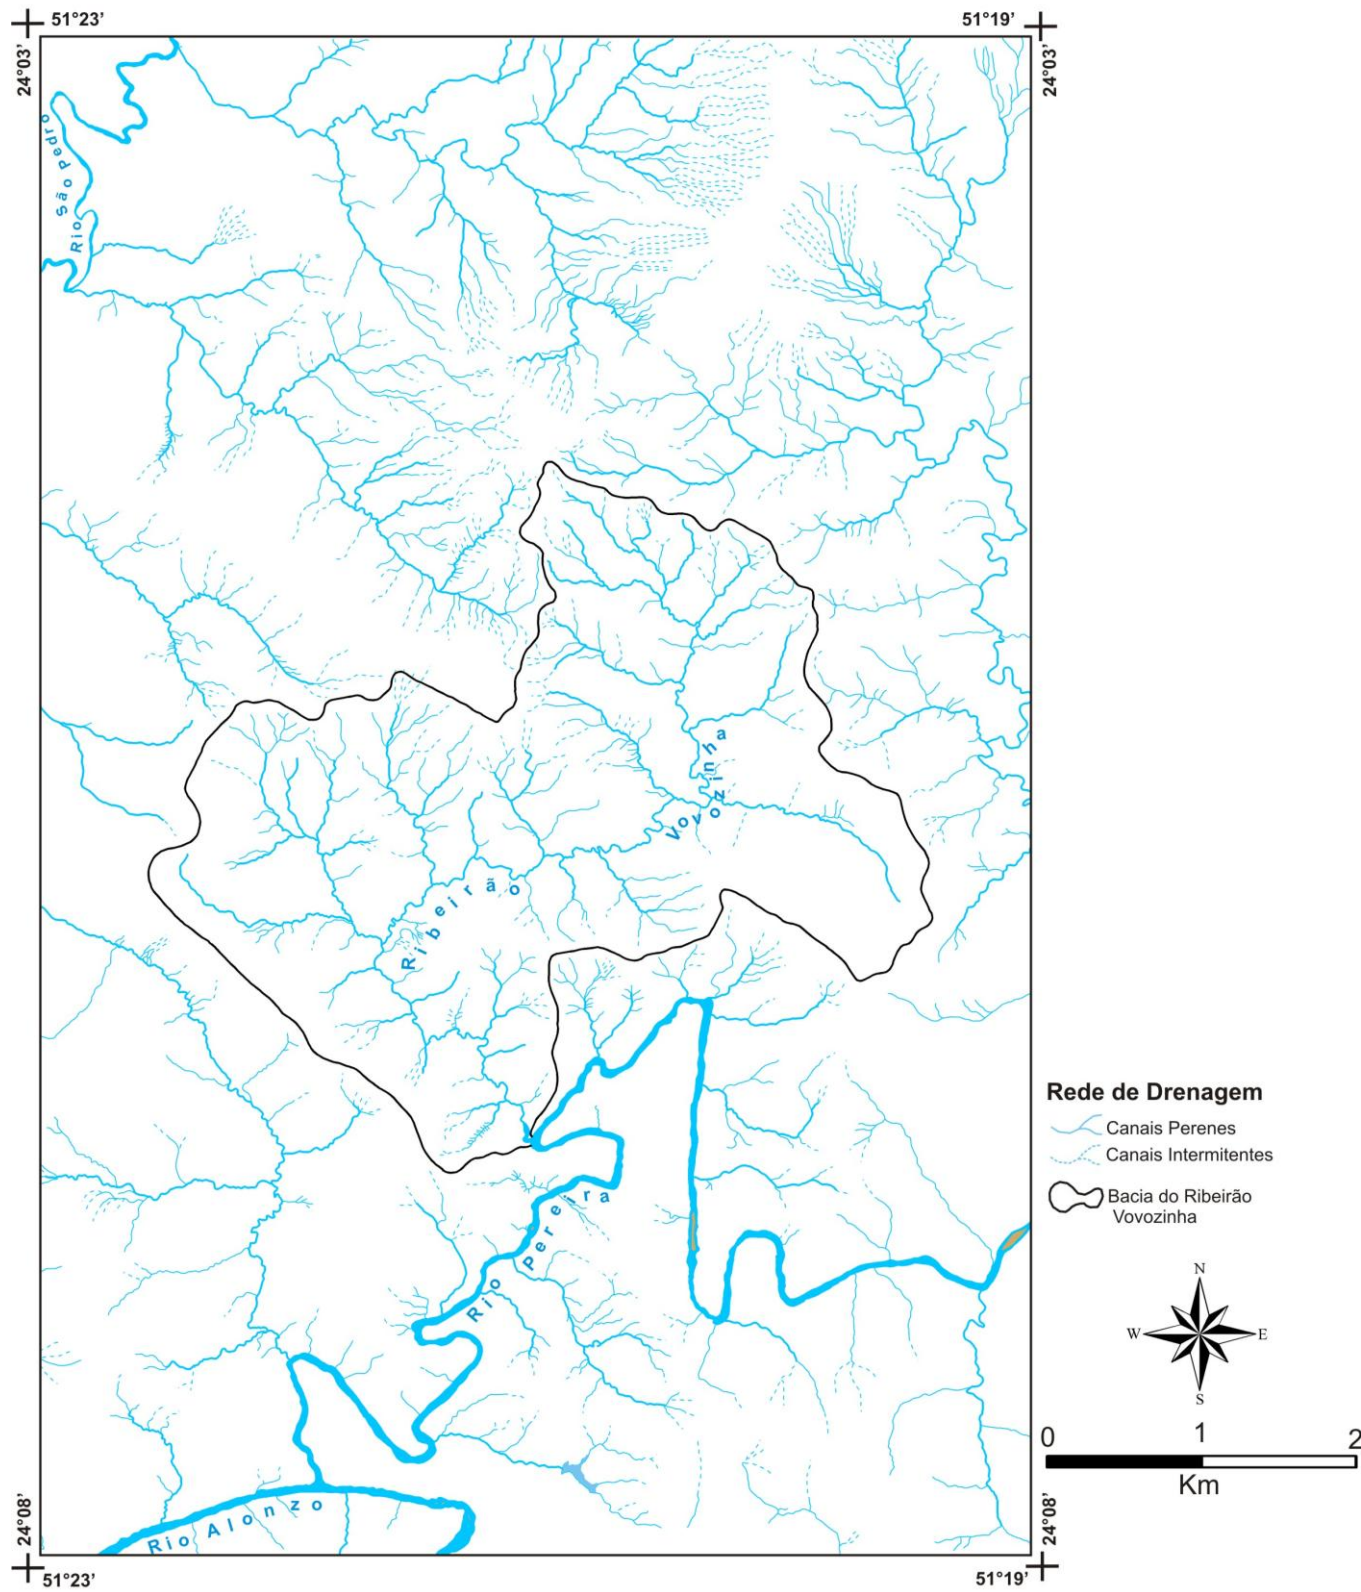 51°23’
51°19’
24°03’
24°03’
Rio São Pedro
Ribeirão
Vovozinha
Rio Pereira
Rio Alonzo
Rede de Drenagem
Canais Perenes
Canais Intermitentes
Bacia do Ribeirão
Vovozinha
N
W
E
S
0
1
2
Km
24°08’
24°08’
51°23’
51°19’